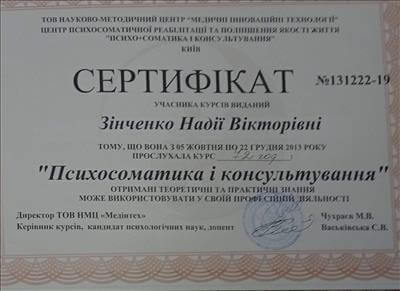 ТОВ НАУКОВО-МЕТОДИЧНИЙ ЦЕНТР "МЕДИЧНІ ІННОВАЦІЙНІ ТЕХНОЛОГІЇ"
ЦЕНТР ПСИХОСОМАТИЧНОЇ РЕАБІЛІТАЦІЇ ТА ПОЛІПШЕННЯ ЯКОСТІ ЖИТТЯ
"ПСИХО+СОМАТИКА І КОНСУЛЬТУВАННЯ"
КИЇВ
СЕРТИФІКАТ №131222-19
УЧАСНИКА КУРСІВ ВИДАНИЙ
Зінченко Надії Вікторівні
ТОМУ, ЩО ВОНА З 05 ЖОВТНЯ ПО 22 ГРУДНЯ 2013 РОКУ
ПРОСЛУХАЛА КУРС 72 год
"Психосоматика і консультування"
ОТРИМАНІ ТЕОРЕТИЧНІ ТА ПРАКТИЧНІ ЗНАННЯ
МОЖЕ ВИКОРИСТОВУВАТИ У СВОЇЙ ПРОФЕСІЙНІЙ ДІЯЛЬНОСТІ
Директор ТОВ НМЦ «Медінтех» Чухраєв М.В.
Керівник курсів, кандидат психологічних наук, доцент Васьківська С.В.